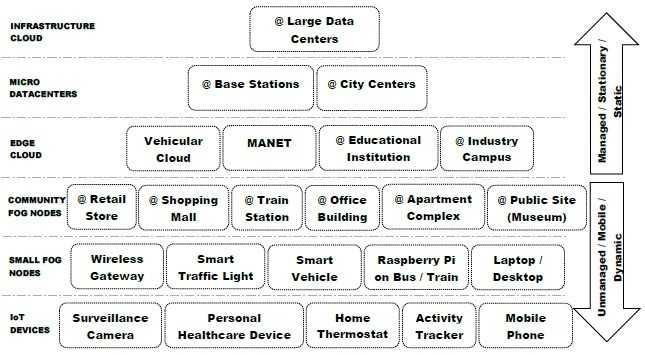 INFRASTRUCTURE
CLOUD
@ Large Data
Centers
MICRO
DATACENTERS
@ Base Stations
@ City Centers
EDGE
CLOUD
Vehicular
Cloud
MANET
@ Educational
Institution
@ Industry
Campus
COMMUNITY
FOG NODES
@ Retail
Store
@ Shopping
Mall
@ Train
Station
@ Office
Building
@ Apartment
Complex
@ Public Site
(Museum)
SMALL FOG
NODES
Wireless
Gateway
Smart
Traffic Light
Smart
Vehicle
Raspberry Pi
on Bus / Train
Laptop /
Desktop
IoT
DEVICES
Surveillance
Camera
Personal
Healthcare Device
Home
Thermostat
Activity
Tracker
Mobile
Phone
Managed / Stationary /
Static
Unmanaged / Mobile /
Dynamic